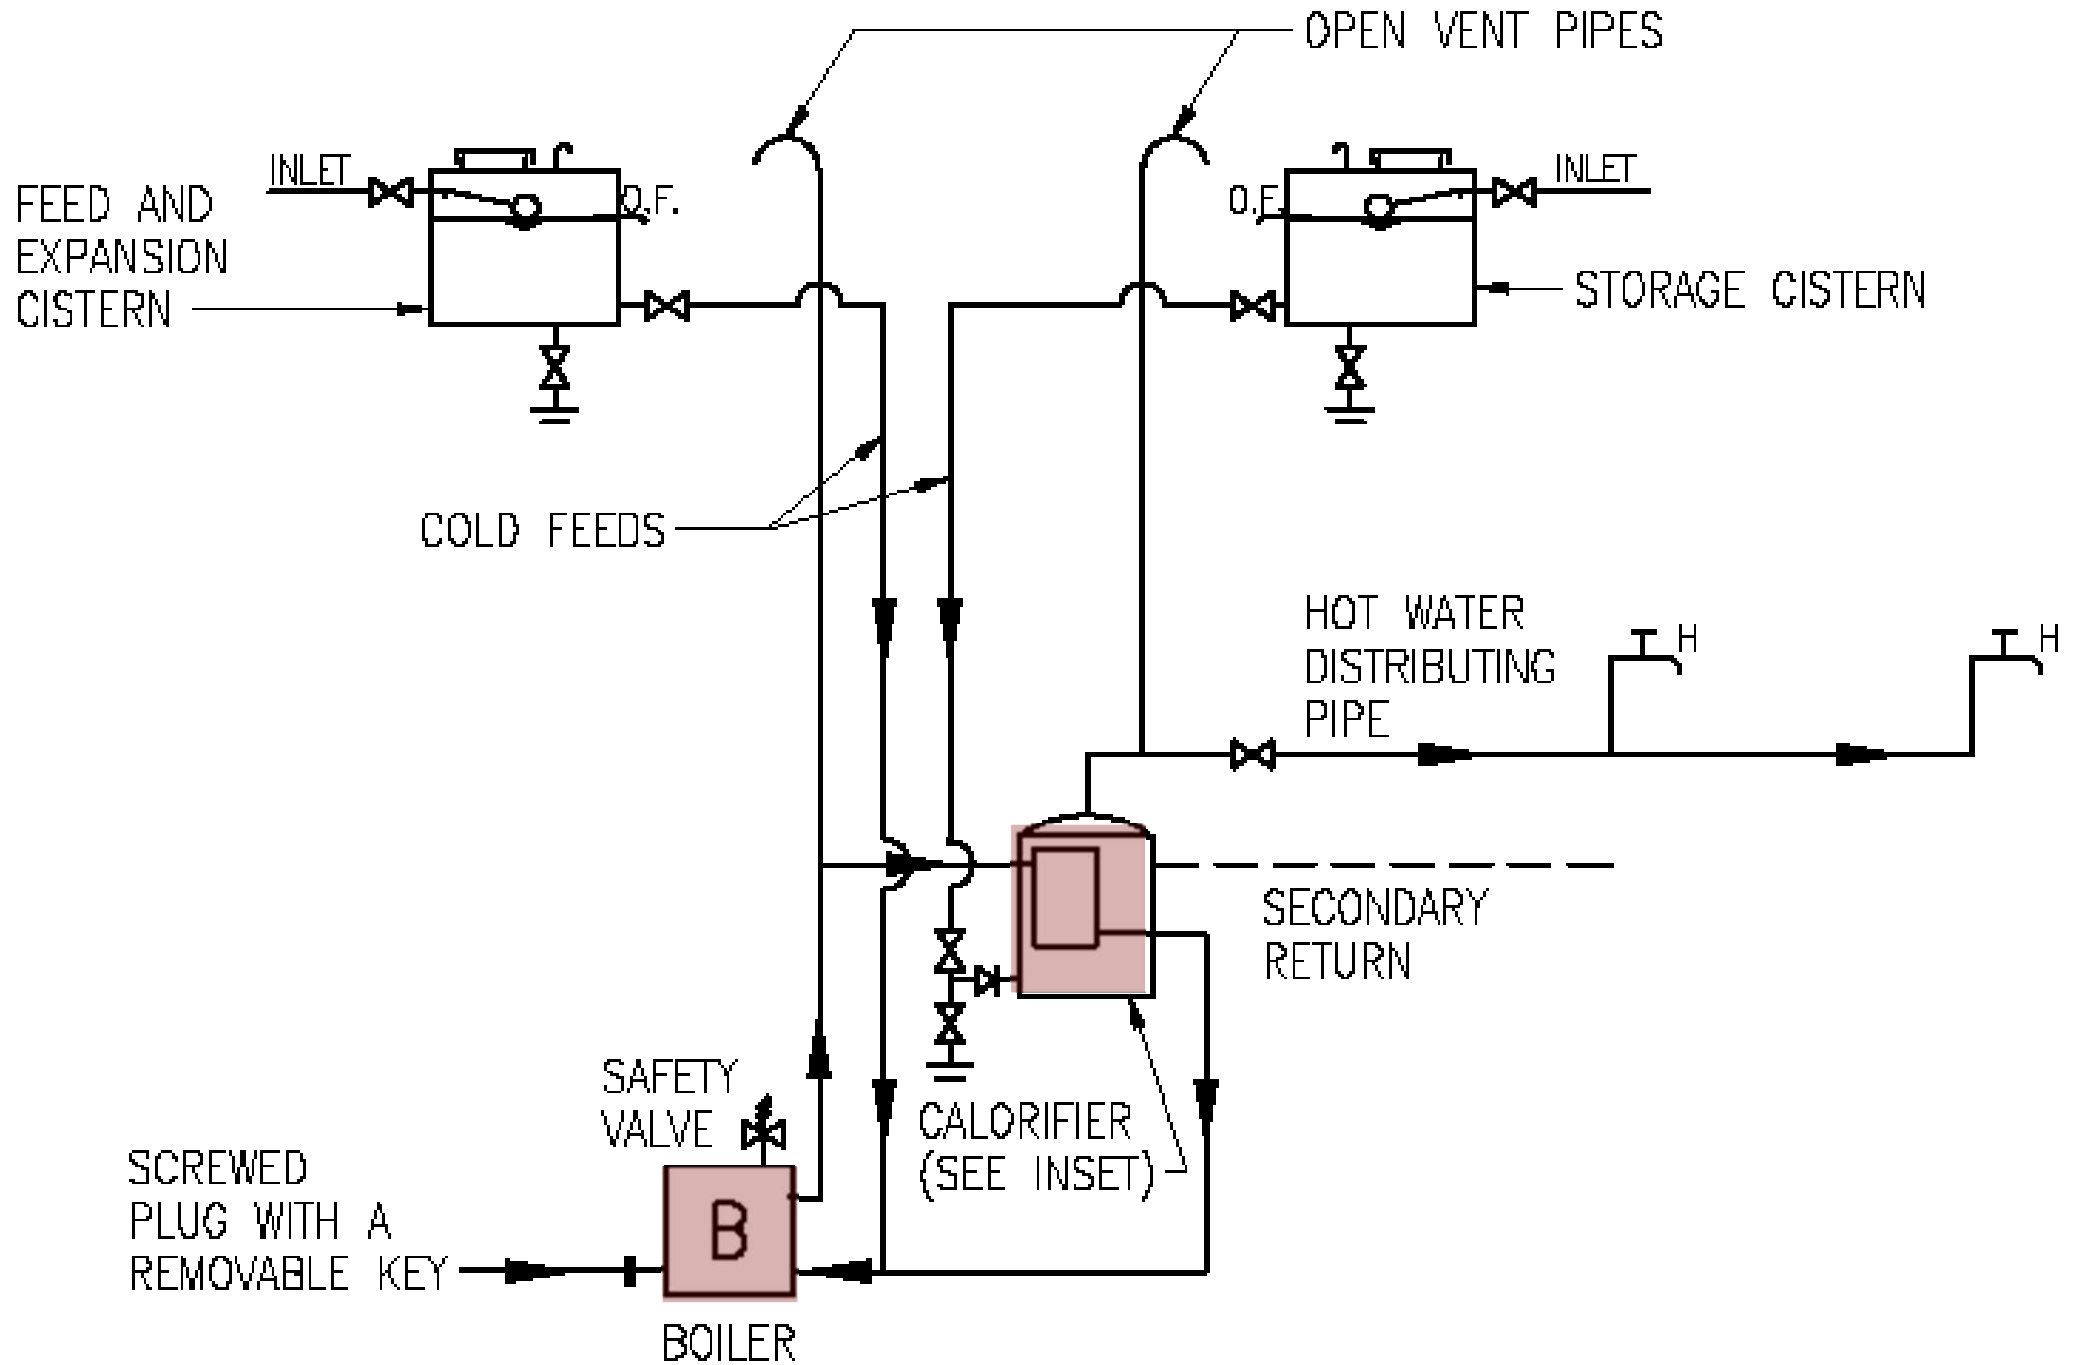 OPEN VENT PIPES
INLET
O.F.
FEED AND
EXPANSION
CISTERN
O.F.
INLET
STORAGE CISTERN
COLD FEEDS
HOT WATER
DISTRIBUTING
PIPE
H
H
SECONDARY
RETURN
SAFETY
VALVE
CALORIFIER
(SEE INSET)
SCREWED
PLUG WITH A
REMOVABLE KEY
B
BOILER